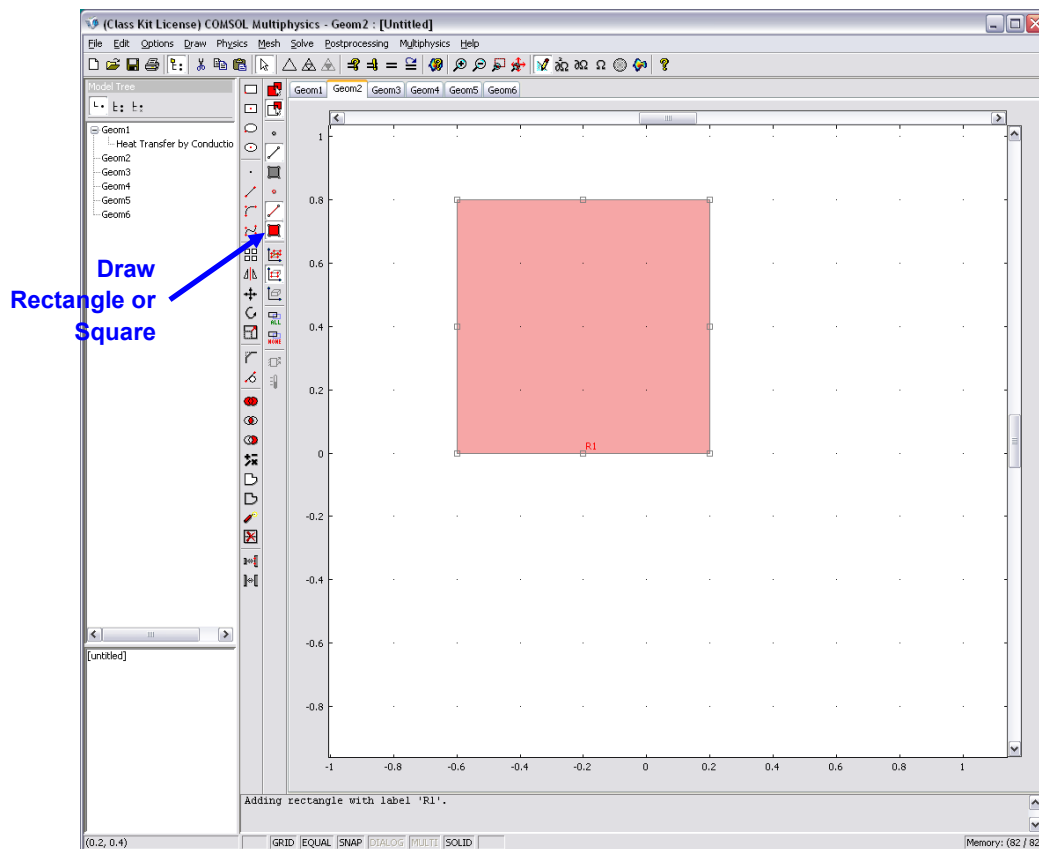 (Class Kit License) COMSOL Multiphysics - Geom2 : [Untitled]
File Edit Options Draw Physics Mesh Solve Postprocessing Multiphysics Help
Model Tree
Geom1
Heat Transfer by Conductio
Geom2
Geom3
Geom4
Geom5
Geom6
Geom1 Geom2 Geom3 Geom4 Geom5 Geom6
ALL
NONE
Draw
Rectangle or
Square
1
0.8
0.6
0.4
0.2
0
-0.2
-0.4
-0.6
-0.8
R1
-1 -0.8 -0.6 -0.4 -0.2 0 0.2 0.4 0.6 0.8 1
[untitled]
Adding rectangle with label 'R1'.
(0.2, 0.4) GRID EQUAL SNAP DIALOG MULTI SOLID Memory: (82 / 82